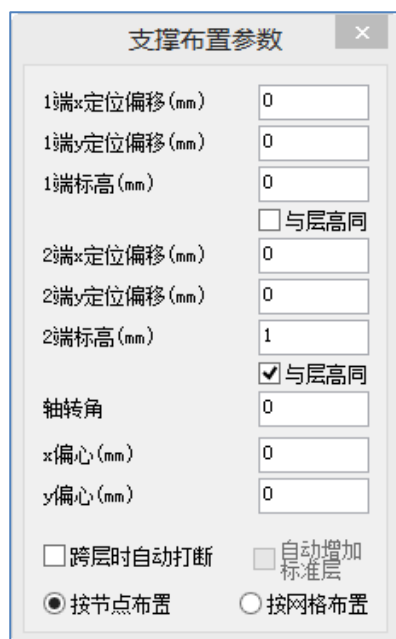 支撑布置参数
1端x定位偏移(mm) 0
1端y定位偏移(mm) 0
1端标高(mm) 0
与层高同
2端x定位偏移(mm) 0
2端y定位偏移(mm) 0
2端标高(mm) 1
与层高同
轴转角 0
x偏心(mm) 0
y偏心(mm) 0
跨层时自动打断 自动增加
标准层
按节点布置 按网格布置